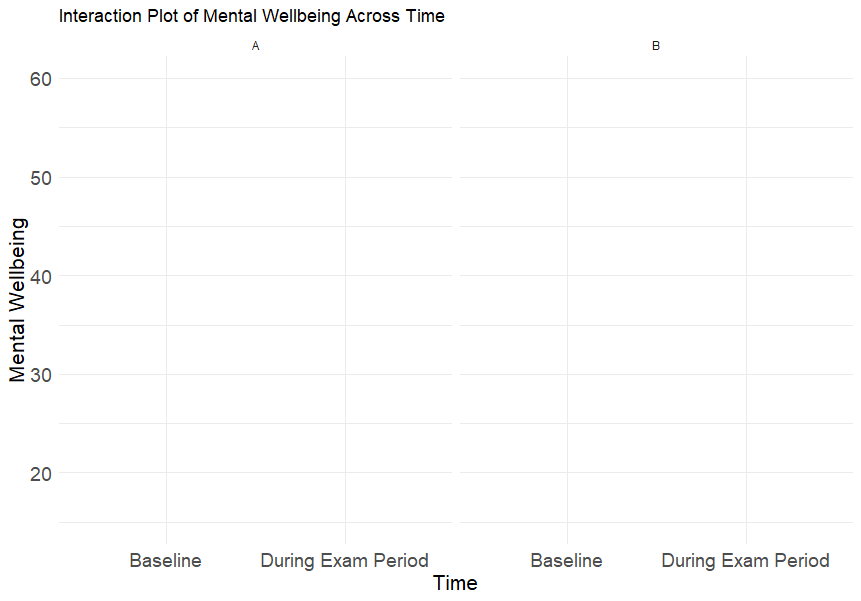 Interaction Plot of Mental Wellbeing Across Time
A
B
60
50
40
30
20
Mental Wellbeing
Baseline
During Exam Period
Baseline
During Exam Period
Time